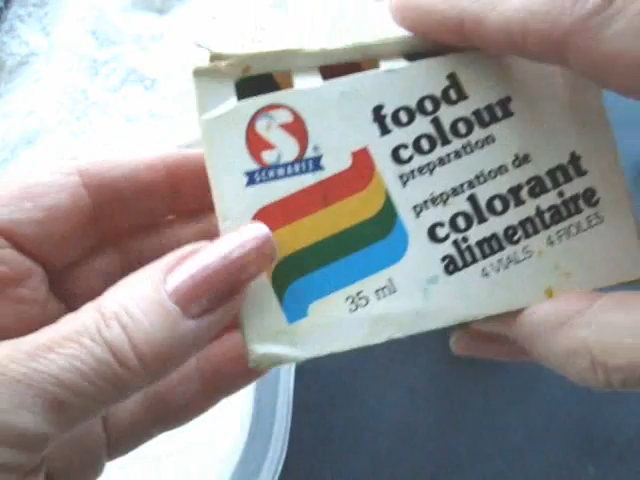 S
SCHWARTZ ®
food
colour
preparation
préparation de
colorant
alimentaire
4 VIALS . 4 FIOLES
35 ml